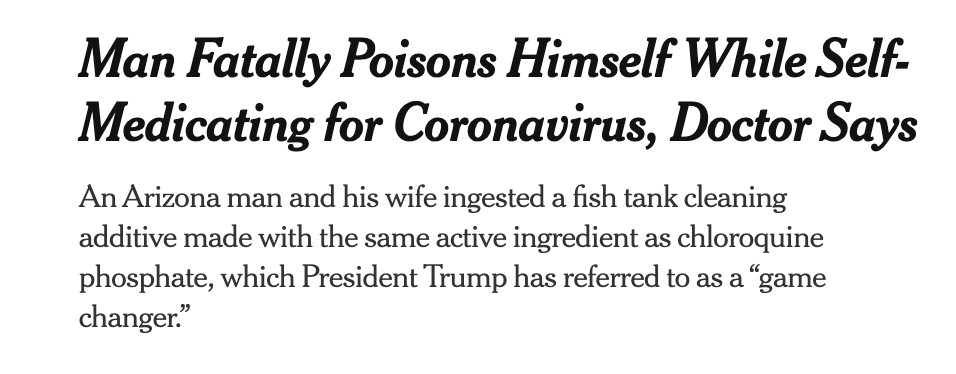 Man Fatally Poisons Himself While Self-
Medicating for Coronavirus, Doctor Says
An Arizona man and his wife ingested a fish tank cleaning
additive made with the same active ingredient as chloroquine
phosphate, which President Trump has referred to as a “game
changer.”